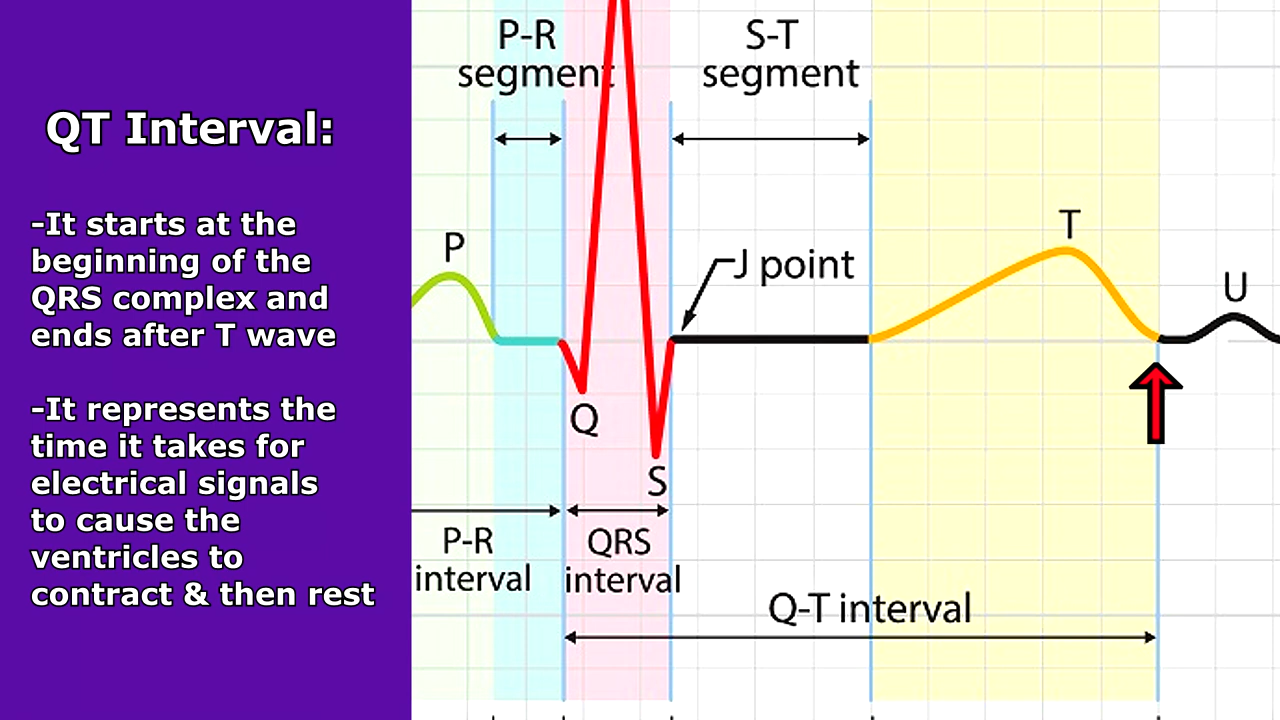 QT Interval:
-It starts at the
beginning of the
QRS complex and
ends after T wave
-It represents the
time it takes for
electrical signals
to cause the
ventricles to
contract & then rest
P-R
segment
S-T
segment
P
J point
T
U
Q
S
P-R
interval
QRS
interval
Q-T interval